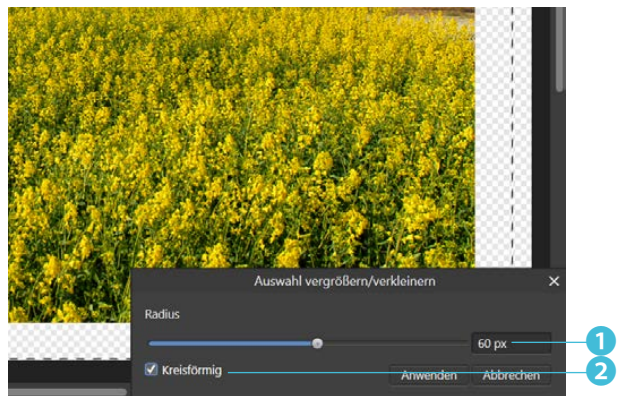 Auswahl vergrößern/verkleinern
Radius
60 px
1
Kreisförmig
2
Anwenden
Abbrechen